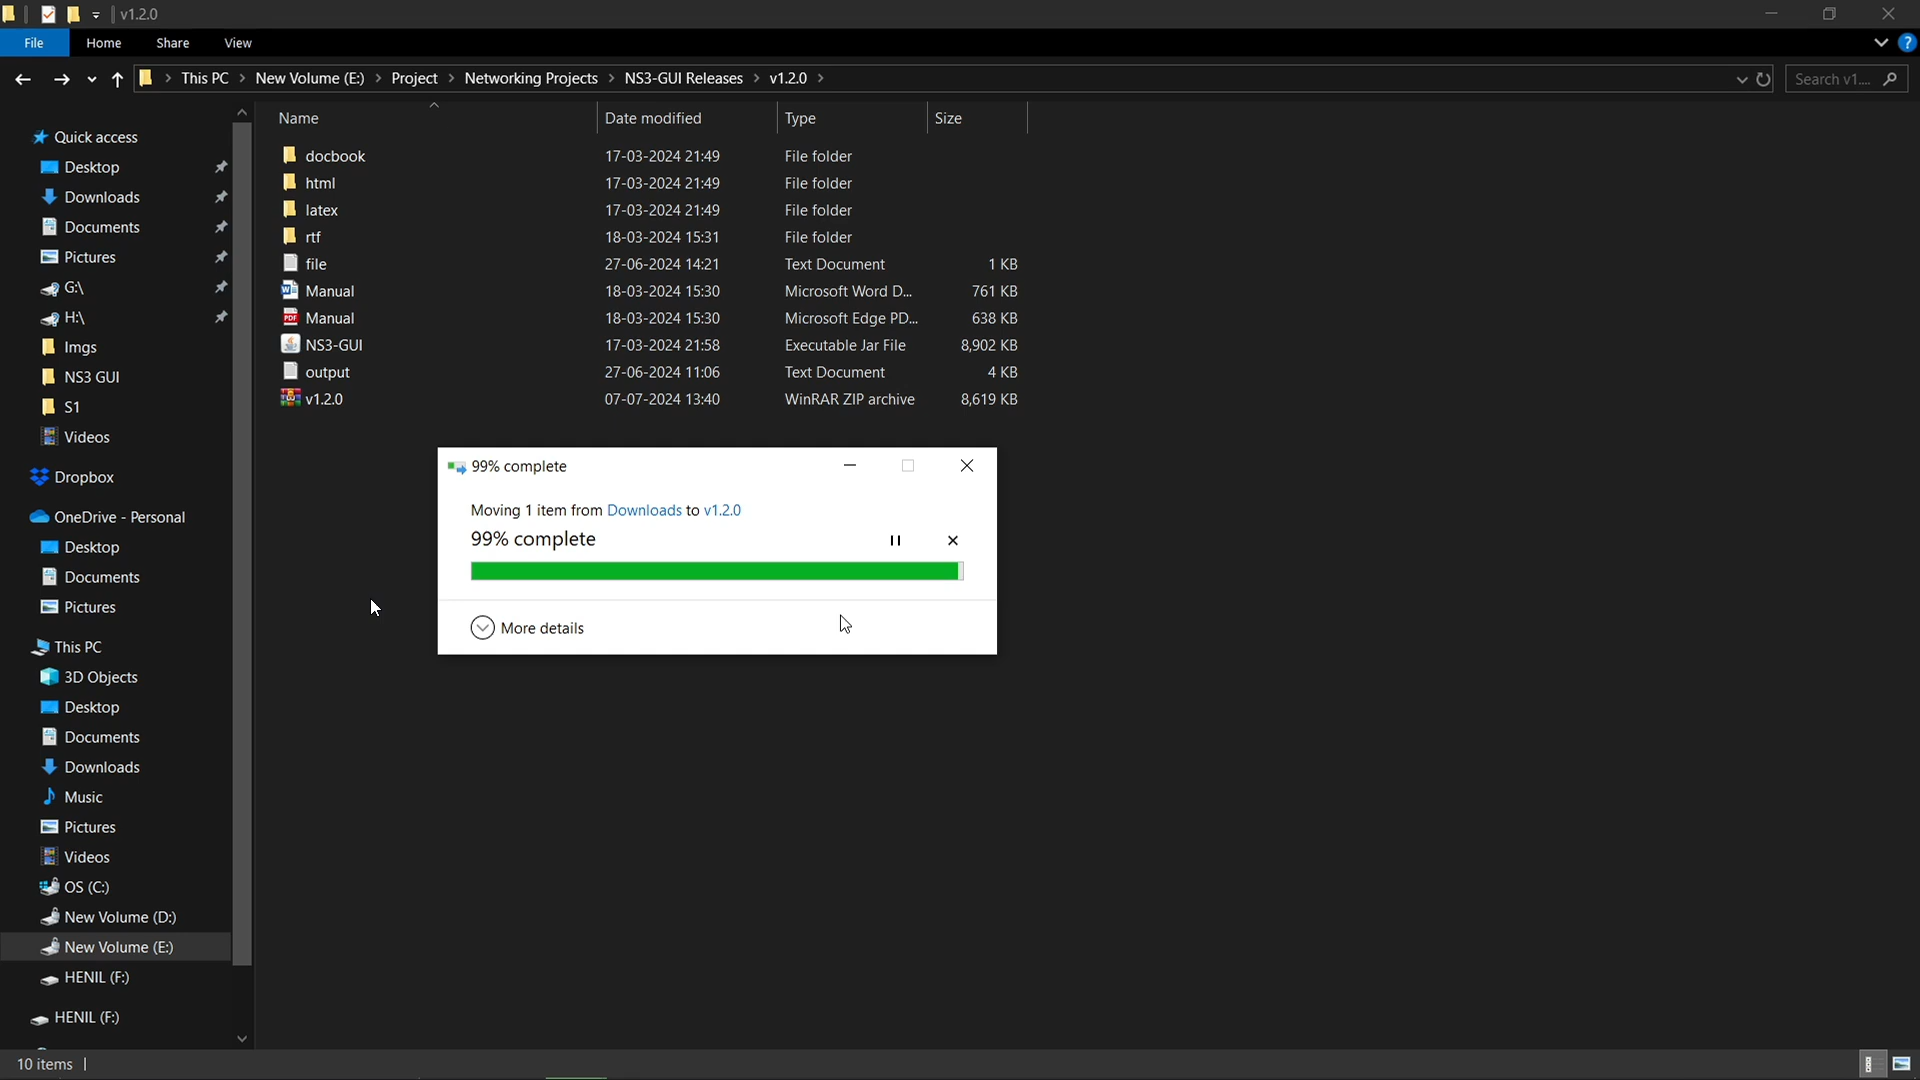 v1.2.0
File Home Share View
This PC New Volume (E:) Project Networking Projects NS3-GUI Releases v1.2.0
Search v1....
Name Date modified Type Size
docbook 17-03-2024 21:49 File folder
html 17-03-2024 21:49 File folder
latex 17-03-2024 21:49 File folder
rtf 18-03-2024 15:31 File folder
file 27-06-2024 14:21 Text Document 1 KB
Manual 18-03-2024 15:30 Microsoft Word D... 761 KB
Manual 18-03-2024 15:30 Microsoft Edge PD... 638 KB
NS3-GUI 17-03-2024 21:58 Executable Jar File 8,902 KB
output 27-06-2024 11:06 Text Document 4 KB
v1.2.0 07-07-2024 13:40 WinRAR ZIP archive 8,619 KB
Quick access
Desktop
Downloads
Documents
Pictures
G:\
H:\
Imgs
NS3 GUI
S1
Videos
Dropbox
OneDrive - Personal
Desktop
Documents
Pictures
This PC
3D Objects
Desktop
Documents
Downloads
Music
Pictures
Videos
OS (C:)
New Volume (D:)
New Volume (E:)
HENIL (F:)
HENIL (F:)
99% complete
Moving 1 item from Downloads to v1.2.0
99% complete
More details
10 items